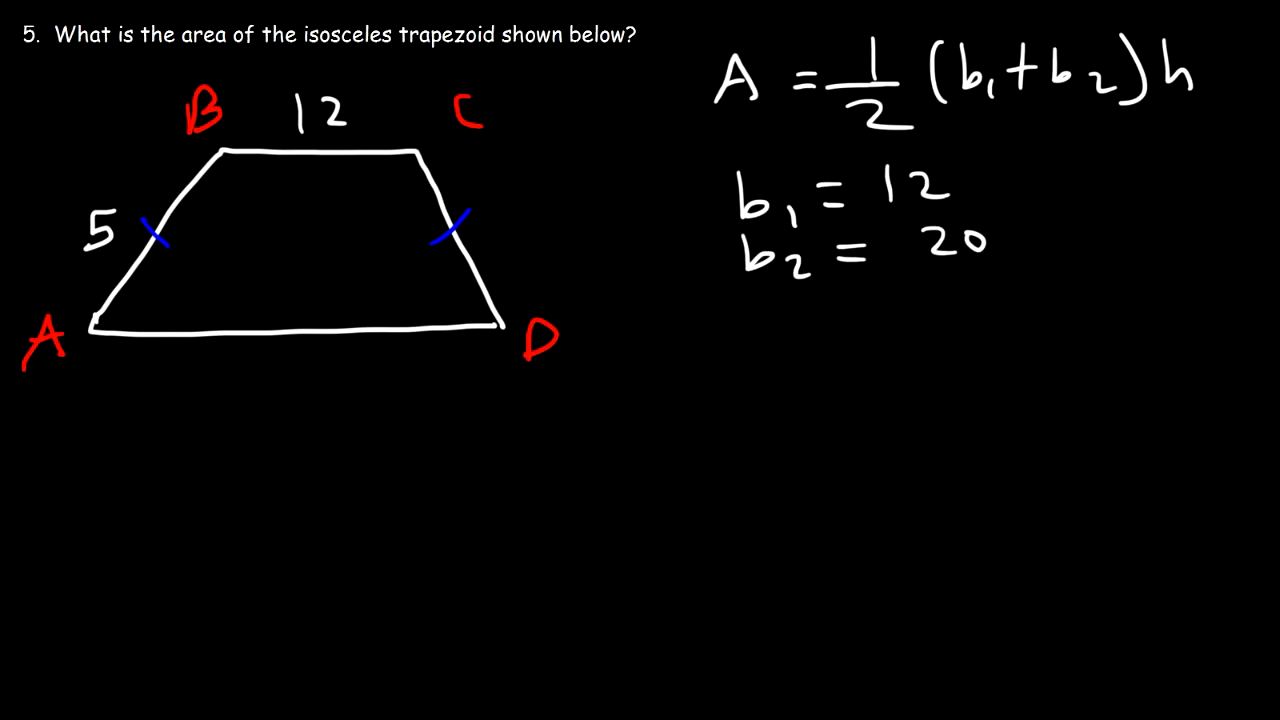 5. What is the area of the isosceles trapezoid shown below?
A = 1/2 (b₁ + b₂) h
B 12 C
b₁ = 12
5
b₂ = 20
A D